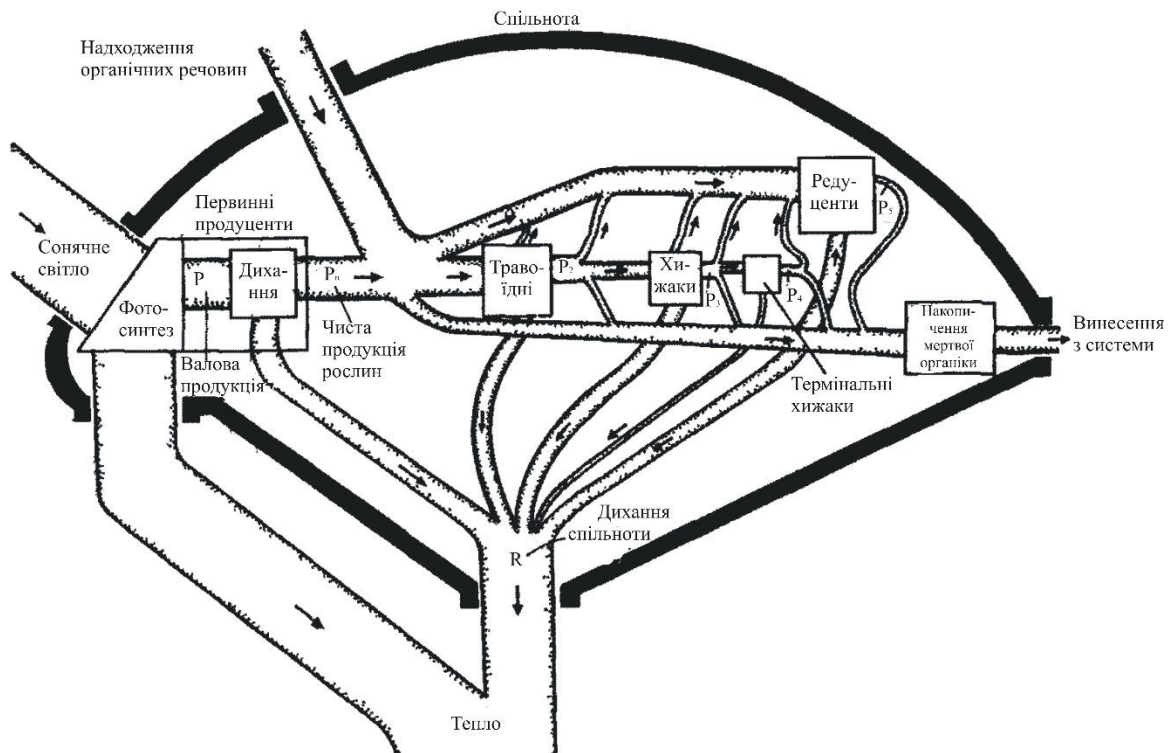 Спільнота
Надходження
органічних речовин
Первинні
продуценти
Сонячне
світло
Фото-
синтез
P
Диха-
ння
Pn
Валова
продукція
Чиста
продукція
рослин
Траво-
їдні
P2
Хи-
жаки
P3
P4
Реду-
центи
P5
Накопи-
чення
мертвої
органіки
Винесення
з системи
Термінальні
хижаки
Дихання
спільноти
R
Тепло